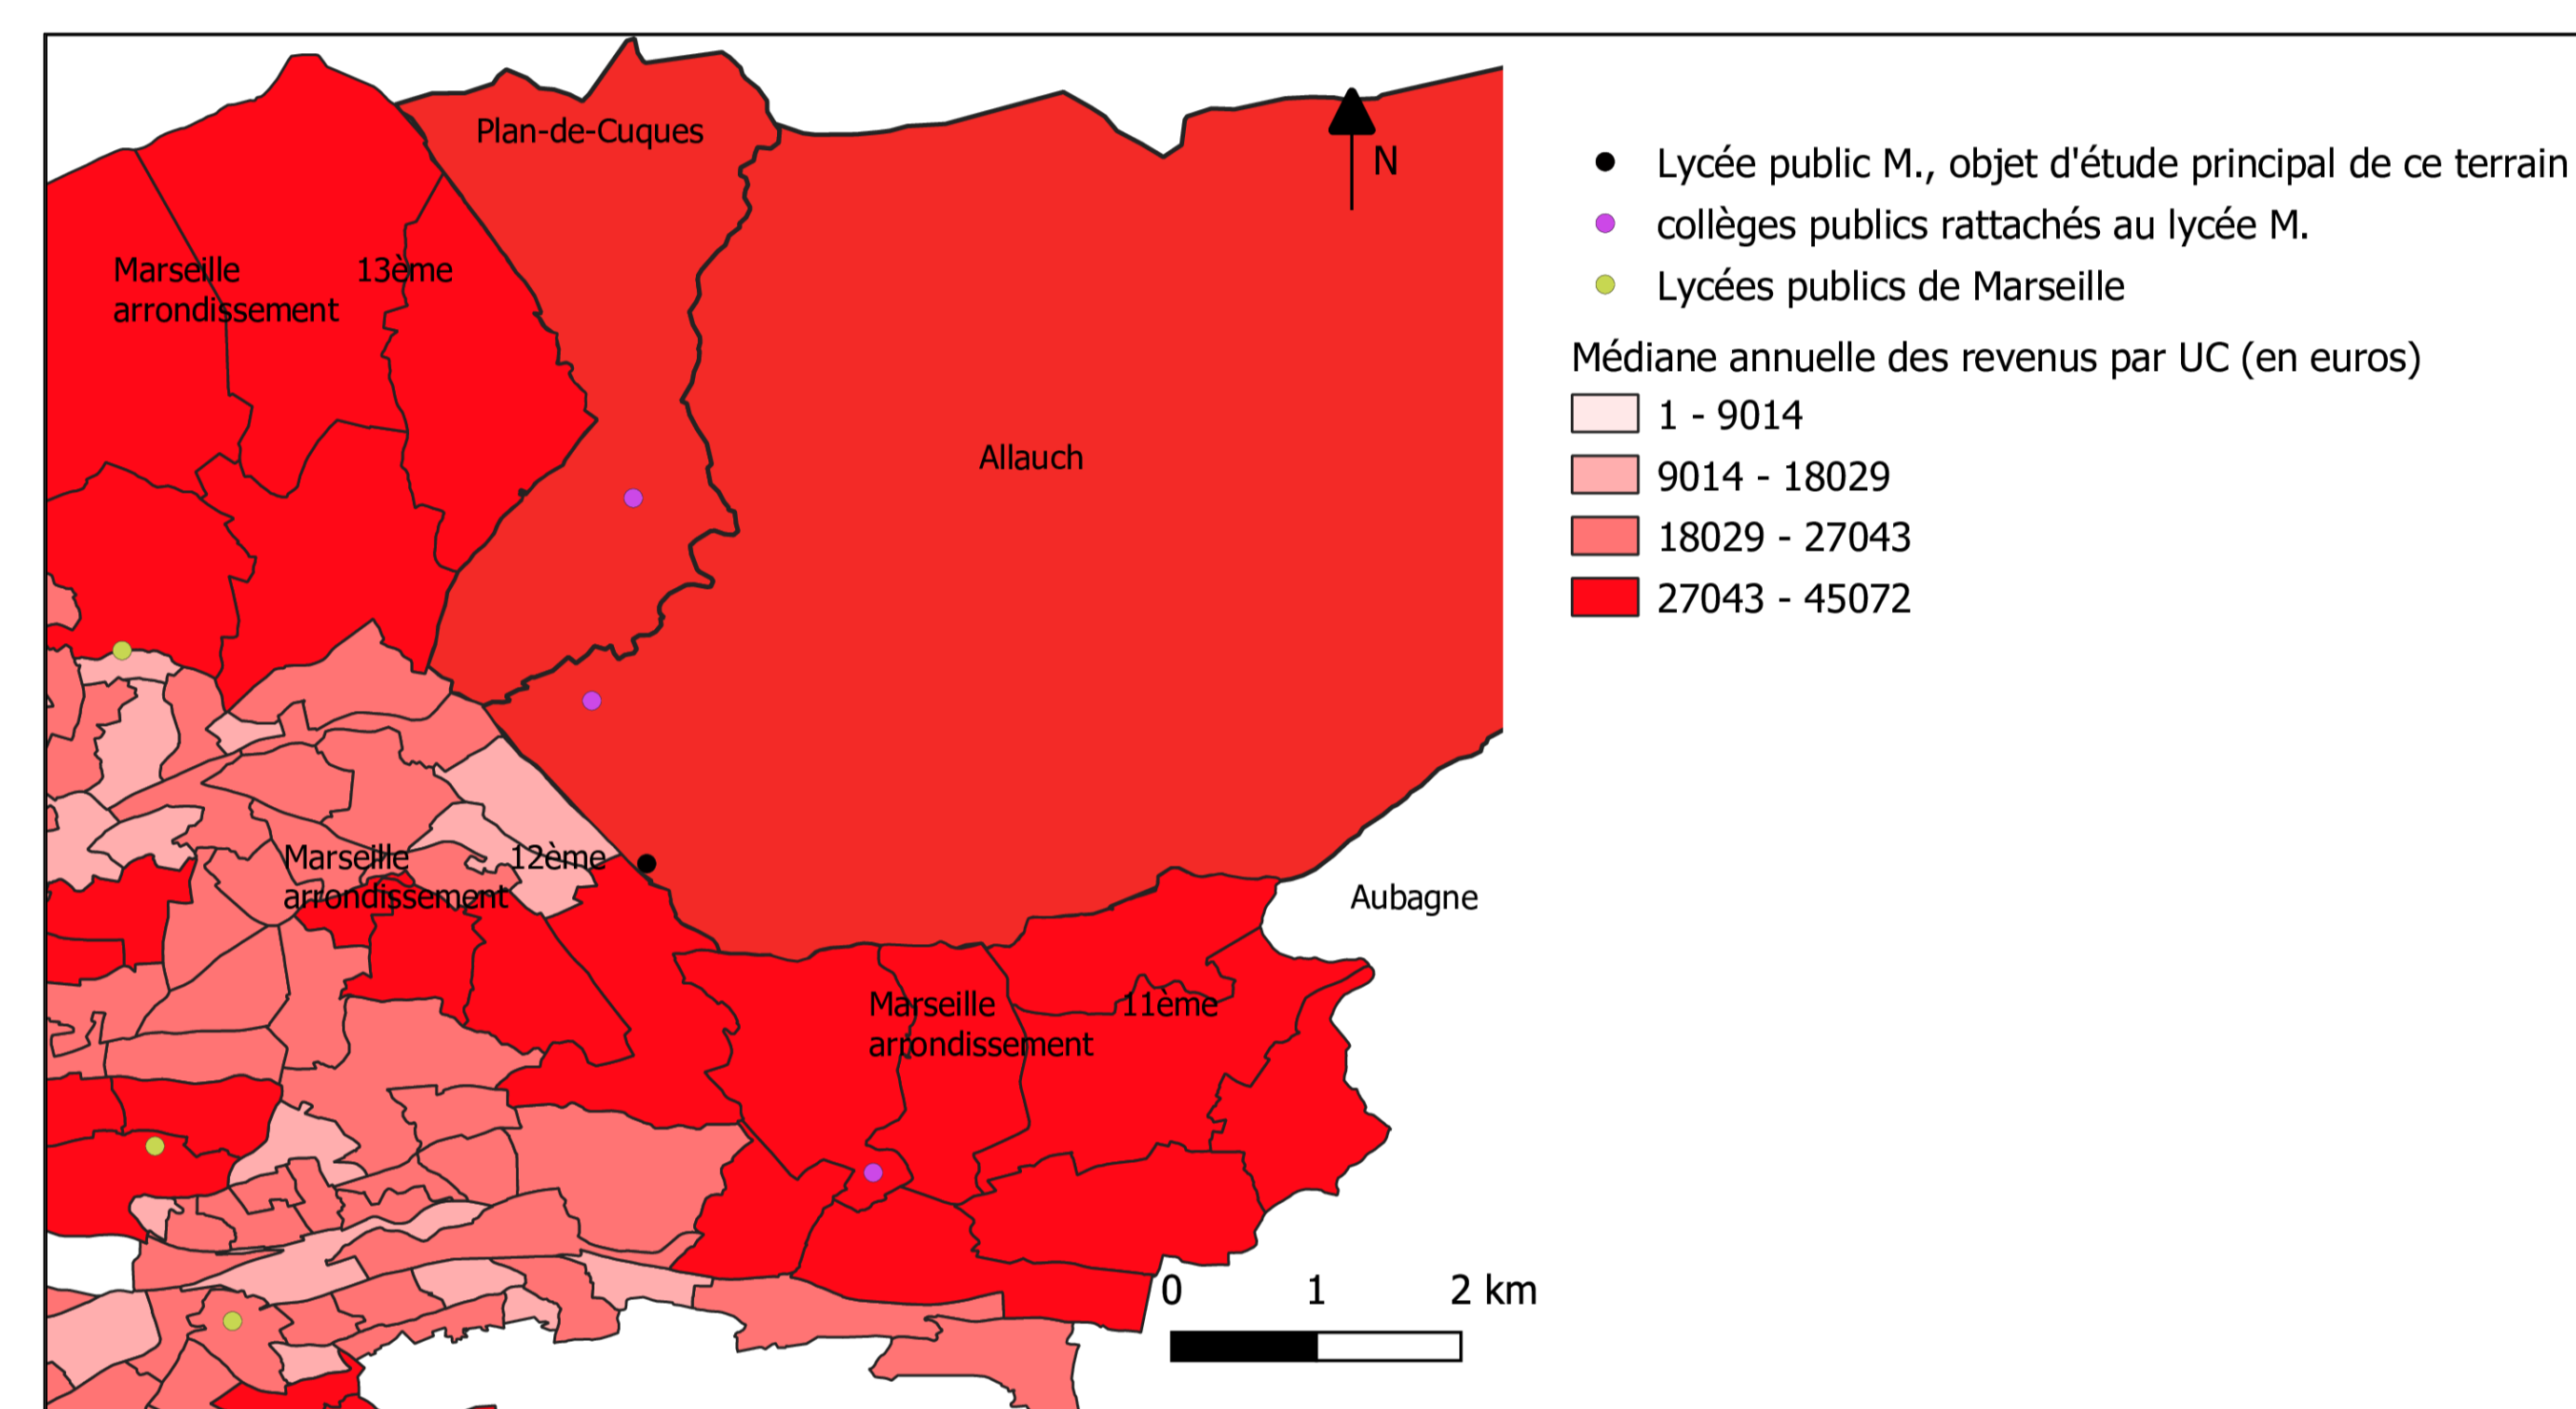 Plan-de-Cuques
N
Marseille 13ème
arrondissement
Allauch
Marseille 12ème
arrondissement
Aubagne
Marseille 11ème
arrondissement
0 1 2 km
Lycée public M., objet d'étude principal de ce terrain
collèges publics rattachés au lycée M.
Lycées publics de Marseille
Médiane annuelle des revenus par UC (en euros)
1 - 9014
9014 - 18029
18029 - 27043
27043 - 45072